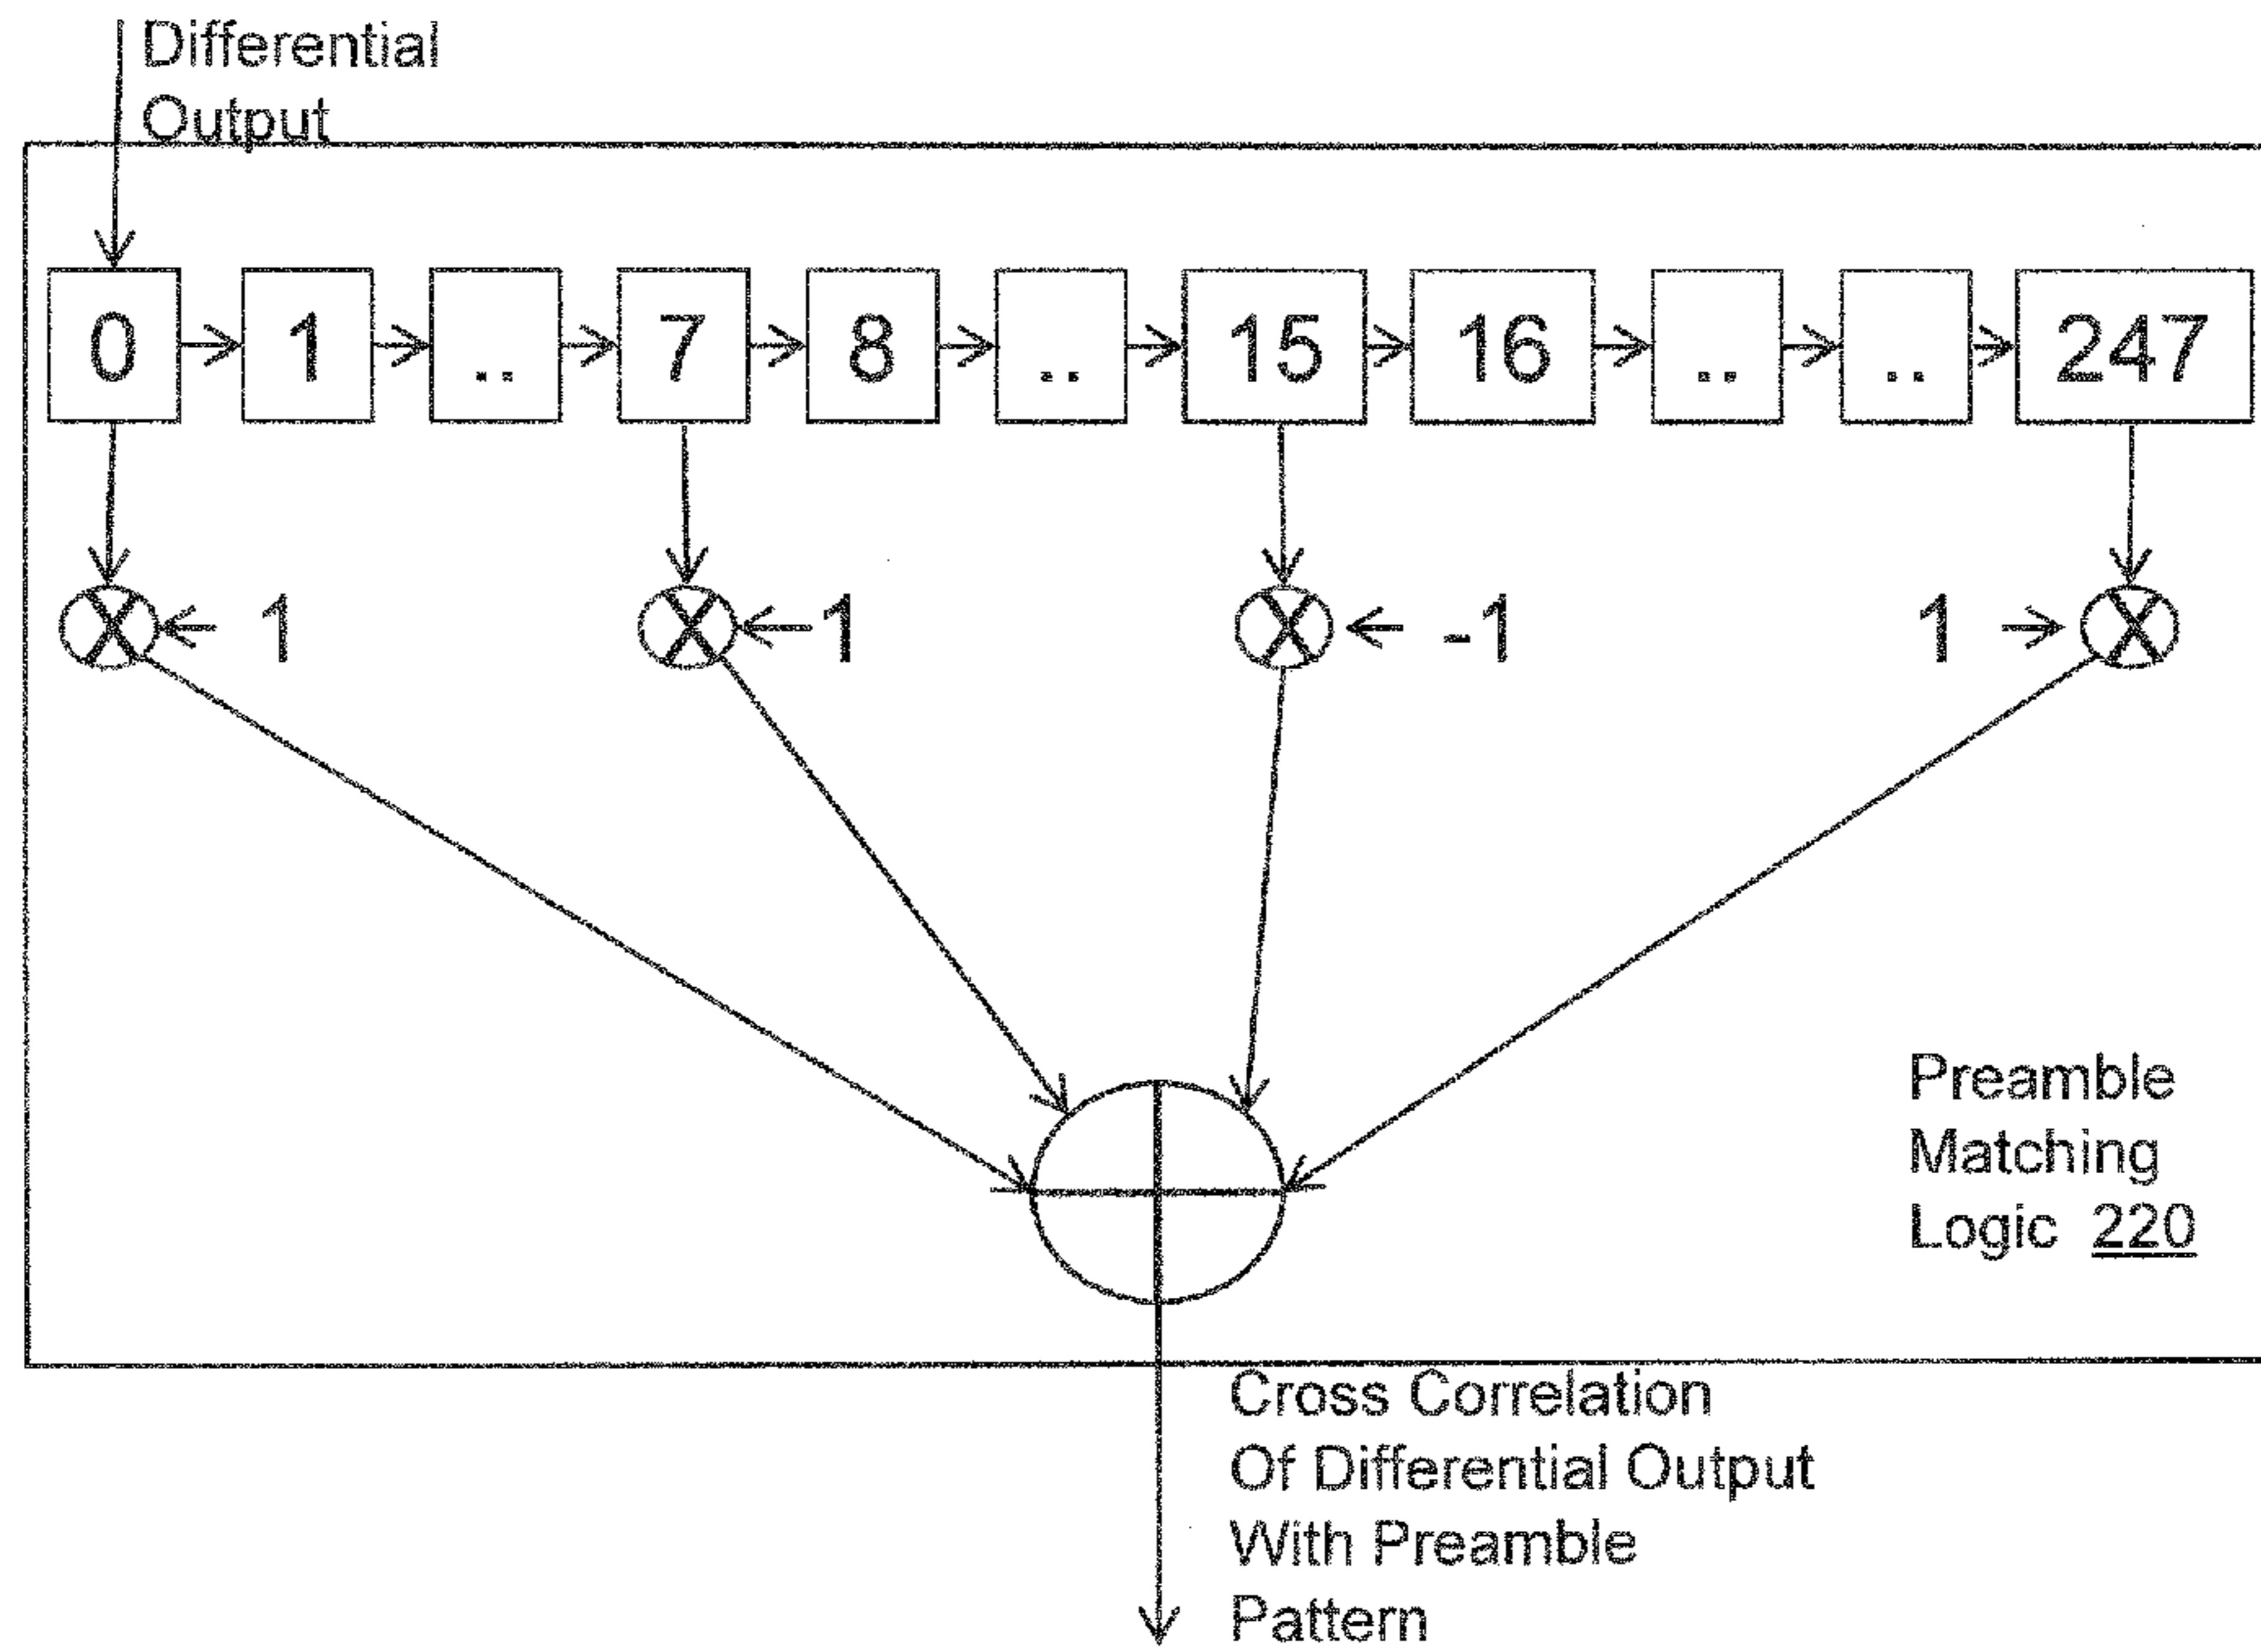 Differential
Output
0 1 .. 7 8 .. 15 16 .. .. 247
1 1 -1 1
Preamble
Matching
Logic 220
Cross Correlation
Of Differential Output
With Preamble
Pattern